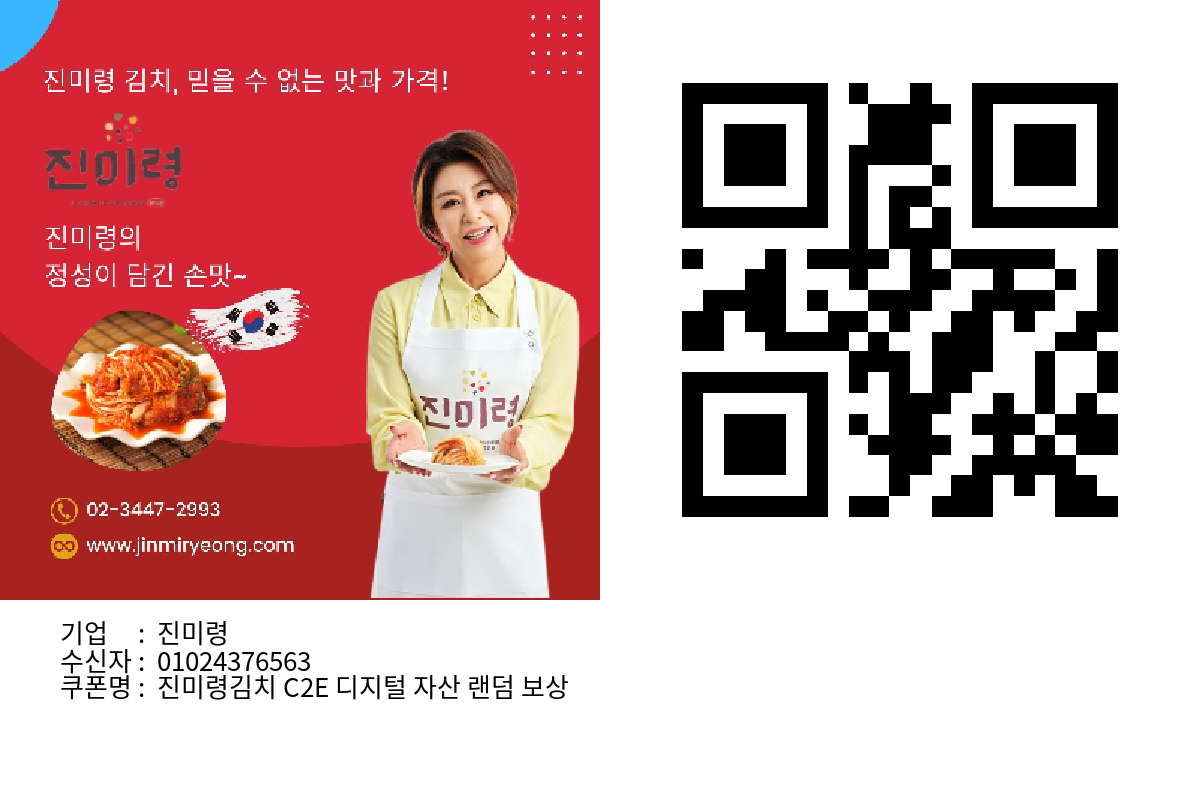 진미령 김치, 믿을 수 없는 맛과 가격!
진미령
진미령의
정성이 담긴 손맛~
진미령
02-3447-2993
www.jinmiryeong.com
기업 : 진미령
수신자 : 01024376563
쿠폰명 : 진미령김치 C2E 디지털 자산 랜덤 보상